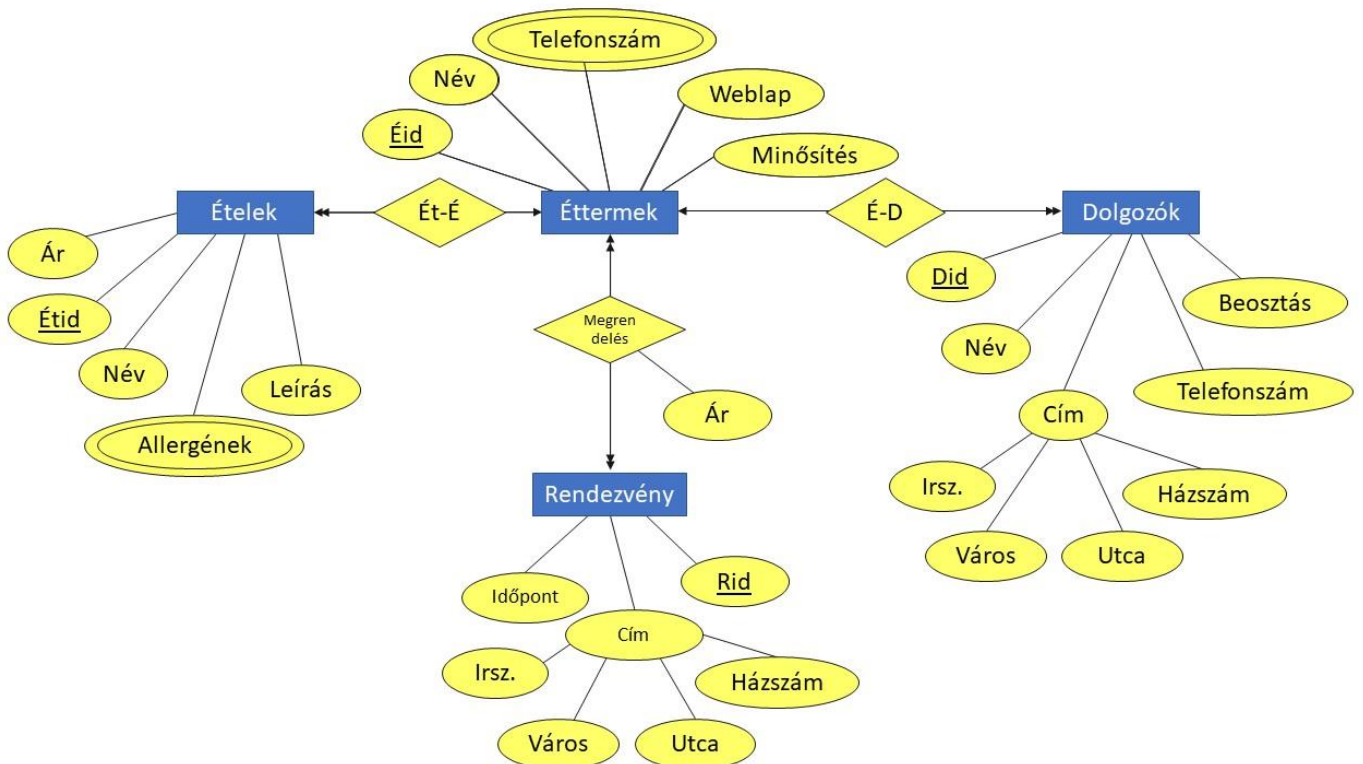 Telefonszám
Név
Weblap
Éid
Minősítés
Ételek
Ét-É
Éttermek
É-D
Dolgozók
Ár
Étid
Név
Leírás
Allergének
Megren
delés
Ár
Did
Név
Beosztás
Telefonszám
Cím
Irsz.
Házszám
Város
Utca
Rendezvény
Időpont
Rid
Cím
Irsz.
Házszám
Város
Utca